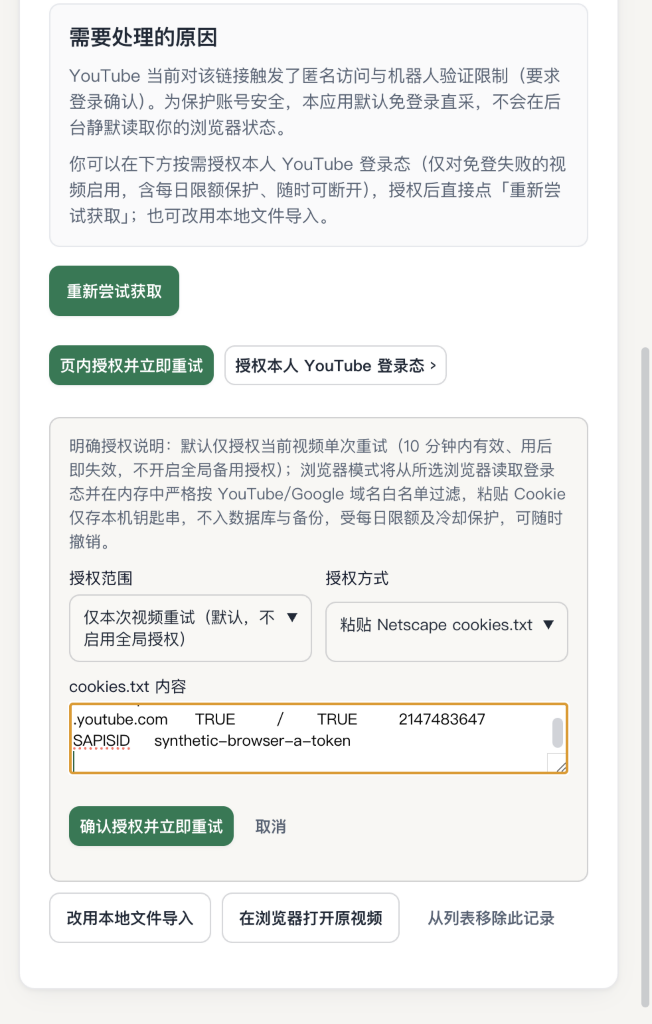 需要处理的原因
YouTube 当前对该链接触发了匿名访问与机器人验证限制（要求
登录确认）。为保护账号安全，本应用默认免登录直采，不会在后
台静默读取你的浏览器状态。
你可以在下方按需授权本人 YouTube 登录态（仅对免登失败的视
频启用，含每日限额保护、随时可断开），授权后直接点「重新尝
试获取」；也可改用本地文件导入。
重新尝试获取
页内授权并立即重试
授权本人 YouTube 登录态 ›
明确授权说明：默认仅授权当前视频单次重试（10 分钟内有效、用后
即失效，不开启全局备用授权）；浏览器模式将从所选浏览器读取登录
态并在内存中严格按 YouTube/Google 域名白名单过滤，粘贴 Cookie
仅存本机钥匙串，不入数据库与备份，受每日限额及冷却保护，可随时
撤销。
授权范围
授权方式
仅本次视频重试（默认，不 ▼
启用全局授权）
粘贴 Netscape cookies.txt ▼
cookies.txt 内容
.youtube.com TRUE / TRUE 2147483647
SAPISID synthetic-browser-a-token
确认授权并立即重试
取消
改用本地文件导入
在浏览器打开原视频
从列表移除此记录